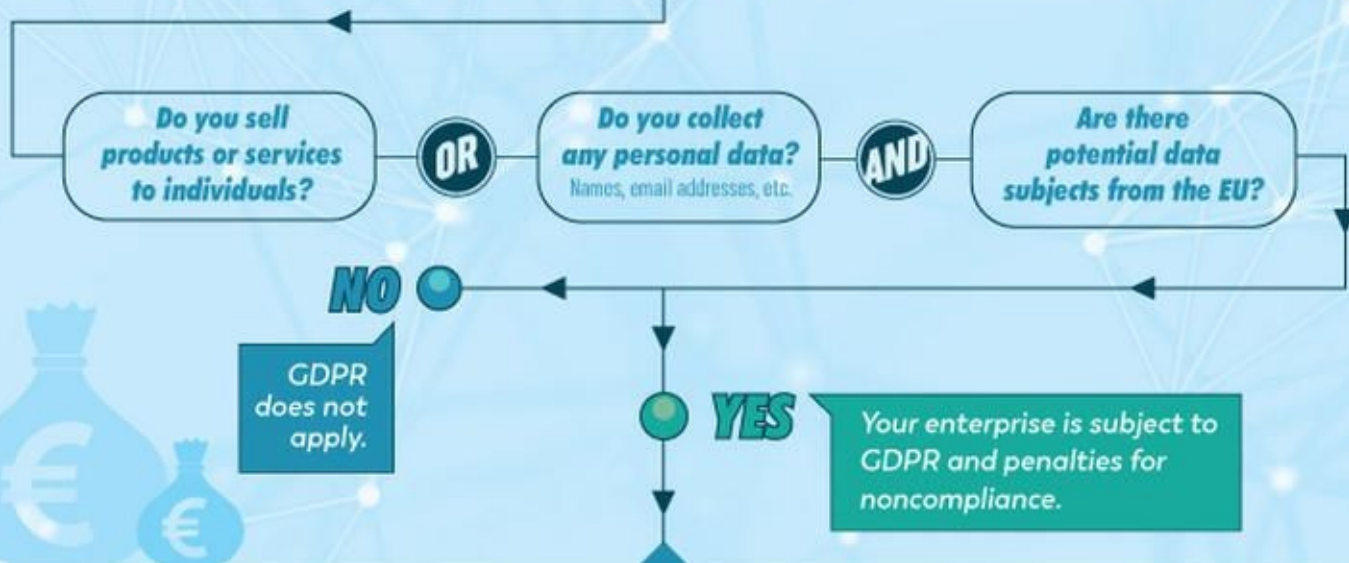 Do you sell
products or services
to individuals?
OR
Do you collect
any personal data?
Names, email addresses, etc.
AND
Are there
potential data
subjects from the EU?
NO
GDPR
does not
apply.
YES
Your enterprise is subject to
GDPR and penalties for
noncompliance.
€
€